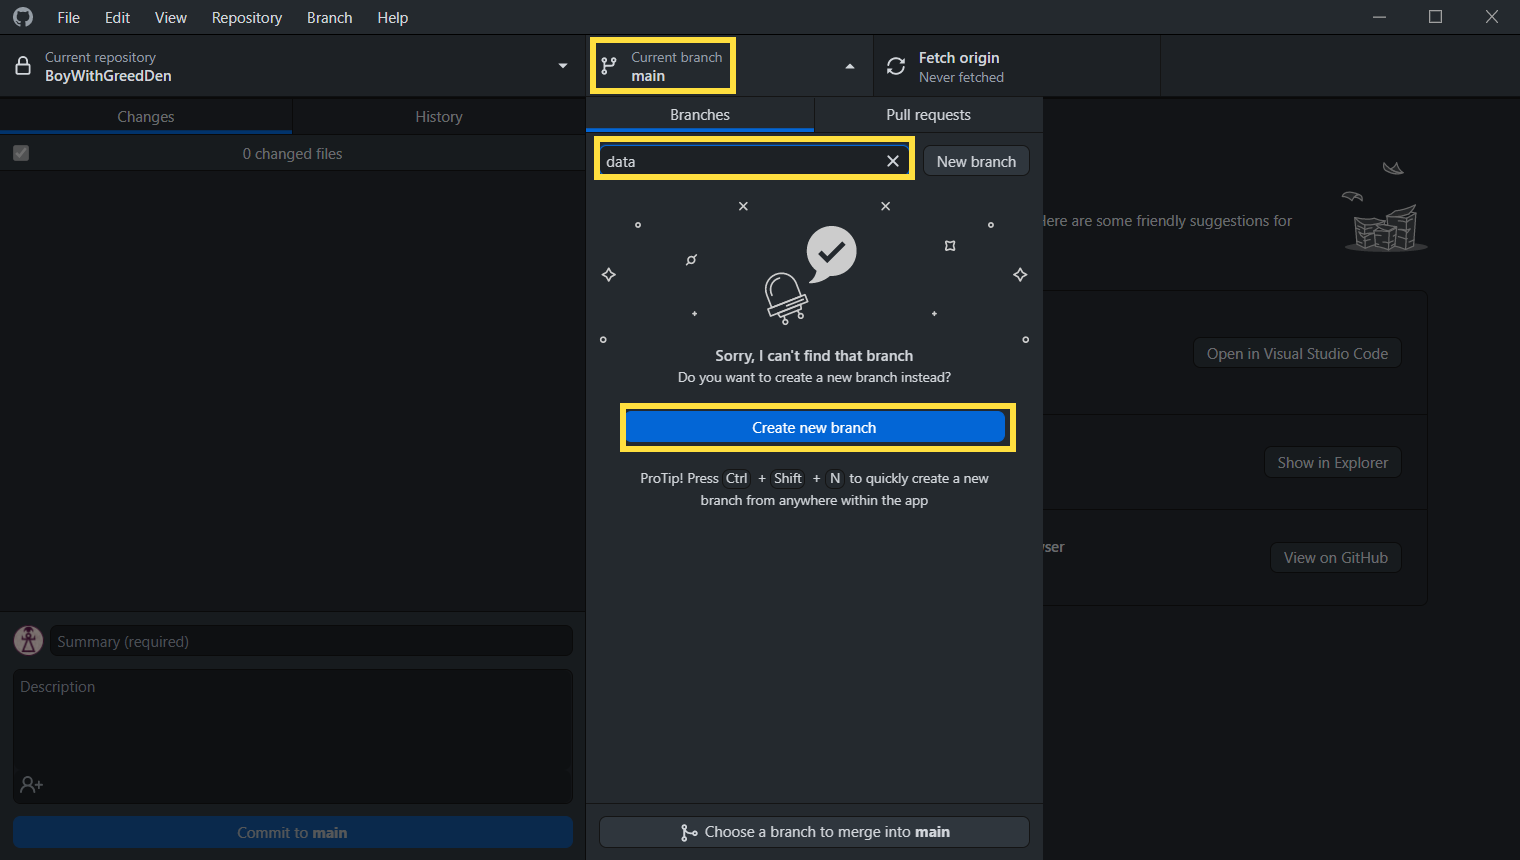 File Edit View Repository Branch Help
Current repository
BoyWithGreedDen
Current branch
main
Fetch origin
Never fetched
Changes History
0 changed files
Branches Pull requests
data New branch
Sorry, I can't find that branch
Do you want to create a new branch instead?
Create new branch
ProTip! Press Ctrl + Shift + N to quickly create a new
branch from anywhere within the app
Choose a branch to merge into main
are some friendly suggestions for
Open in Visual Studio Code
Show in Explorer
View on GitHub
Summary (required)
Description
Commit to main